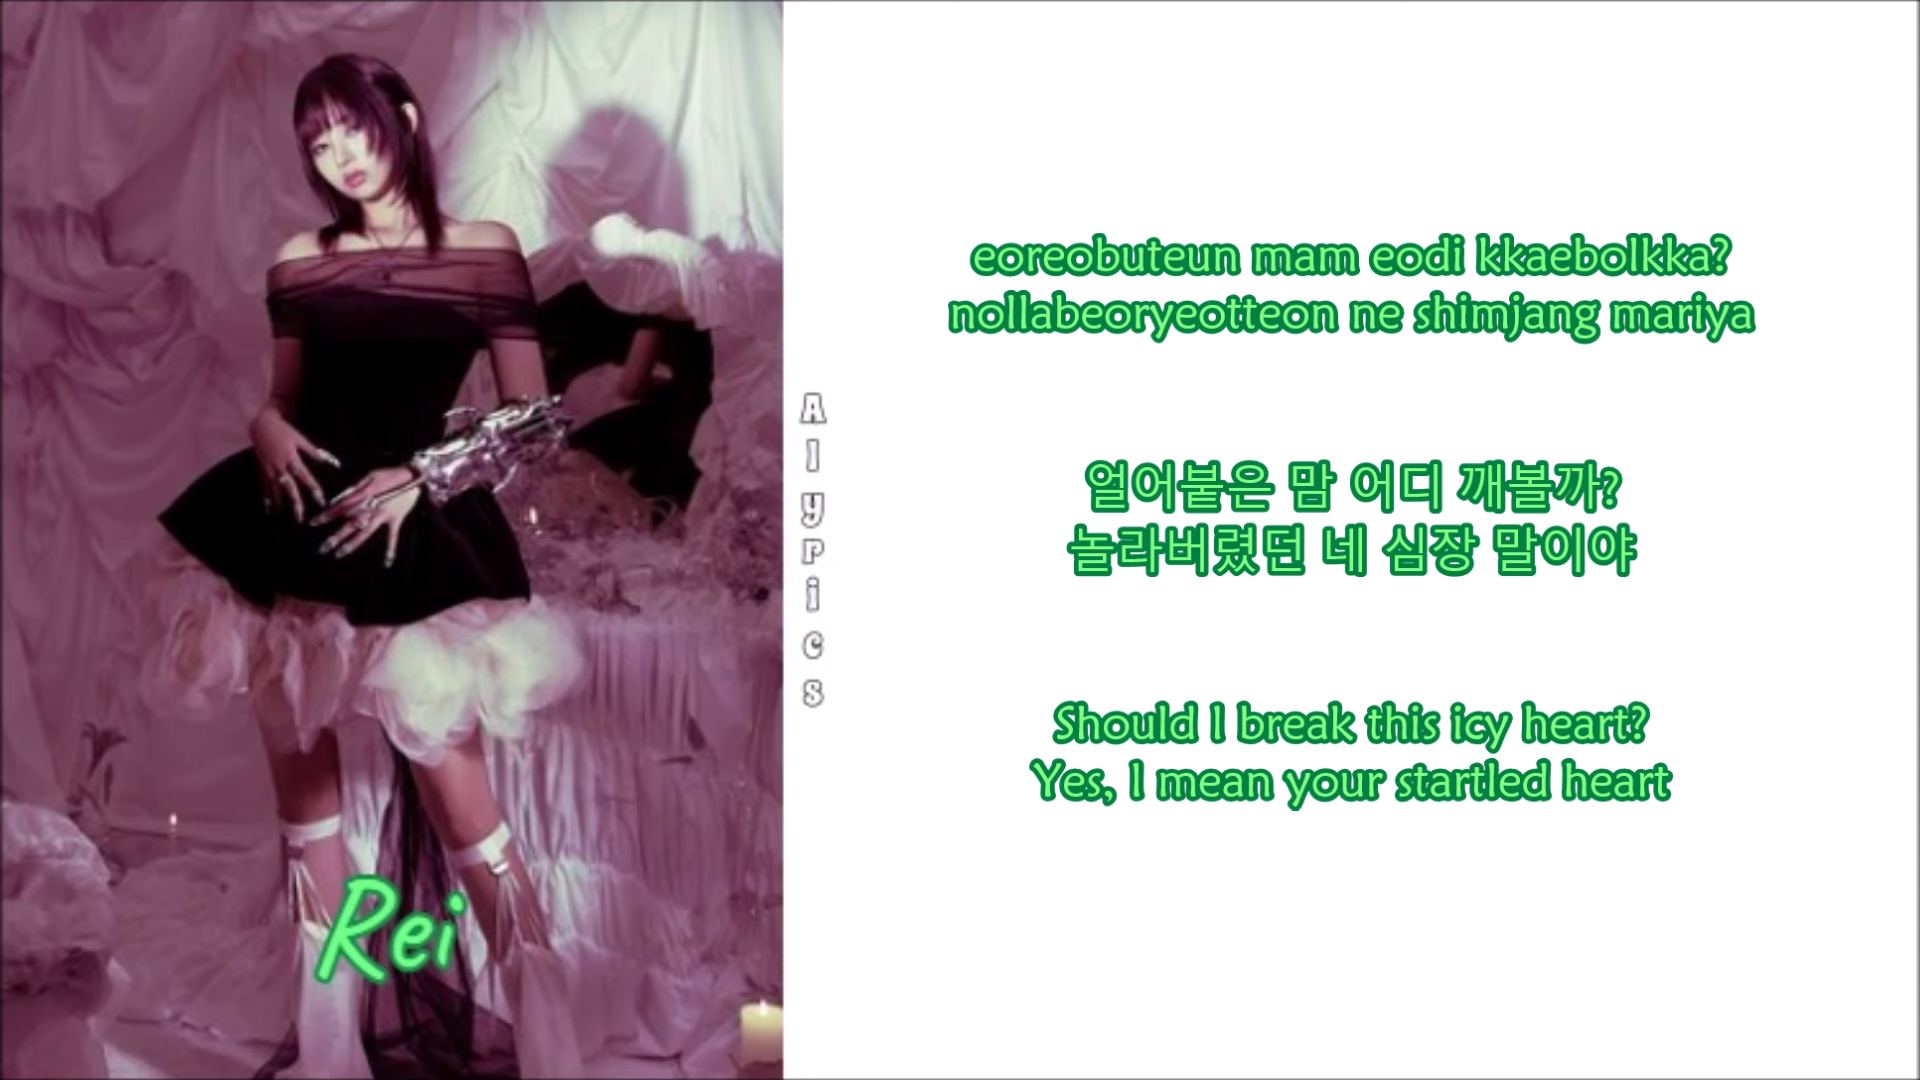 Rei
Alyrics
eoreobuteun mam eodi kkaebolkka?
nollabeoryeotteon ne shimjang mariya
얼어붙은 맘 어디 깨볼까?
놀라버렸던 네 심장 말이야
Should I break this icy heart?
Yes, I mean your startled heart